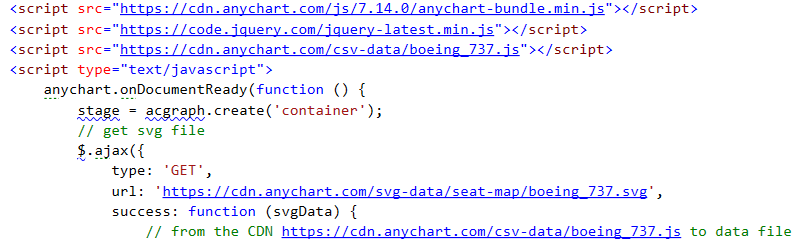 <script src="https://cdn.anychart.com/js/7.14.0/anychart-bundle.min.js"></script>
<script src="https://code.jquery.com/jquery-latest.min.js"></script>
<script src="https://cdn.anychart.com/csv-data/boeing_737.js"></script>
<script type="text/javascript">
    anychart.onDocumentReady(function () {
        stage = acgraph.create('container');
        // get svg file
        $.ajax({
            type: 'GET',
            url: 'https://cdn.anychart.com/svg-data/seat-map/boeing_737.svg',
            success: function (svgData) {
                // from the CDN https://cdn.anychart.com/csv-data/boeing_737.js to data file